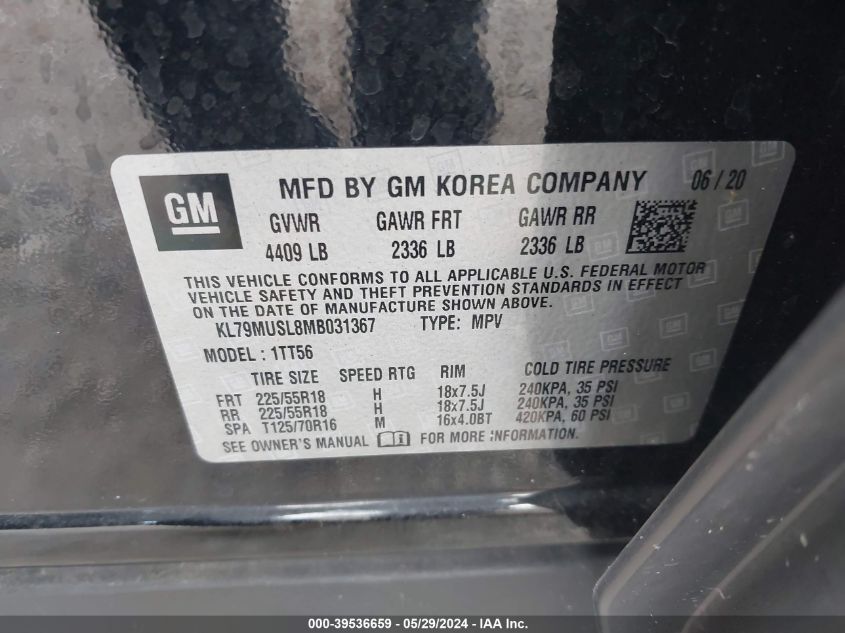 GM
MFD BY GM KOREA COMPANY 06 / 20
GVWR GAWR FRT GAWR RR
4409 LB 2336 LB 2336 LB
THIS VEHICLE CONFORMS TO ALL APPLICABLE U.S. FEDERAL MOTOR
VEHICLE SAFETY AND THEFT PREVENTION STANDARDS IN EFFECT
ON THE DATE OF MANUFACTURE SHOWN ABOVE.
KL79MUSL8MB031367 TYPE: MPV
MODEL : 1TT56
TIRE SIZE SPEED RTG RIM COLD TIRE PRESSURE
FRT 225/55R18 H 18x7.5J 240KPA, 35 PSI
RR 225/55R18 H 18x7.5J 240KPA, 35 PSI
SPA T125/70R16 M 16x4.0BT 420KPA, 60 PSI
SEE OWNER'S MANUAL FOR MORE INFORMATION.
000-39536659 - 05/29/2024 - IAA Inc.